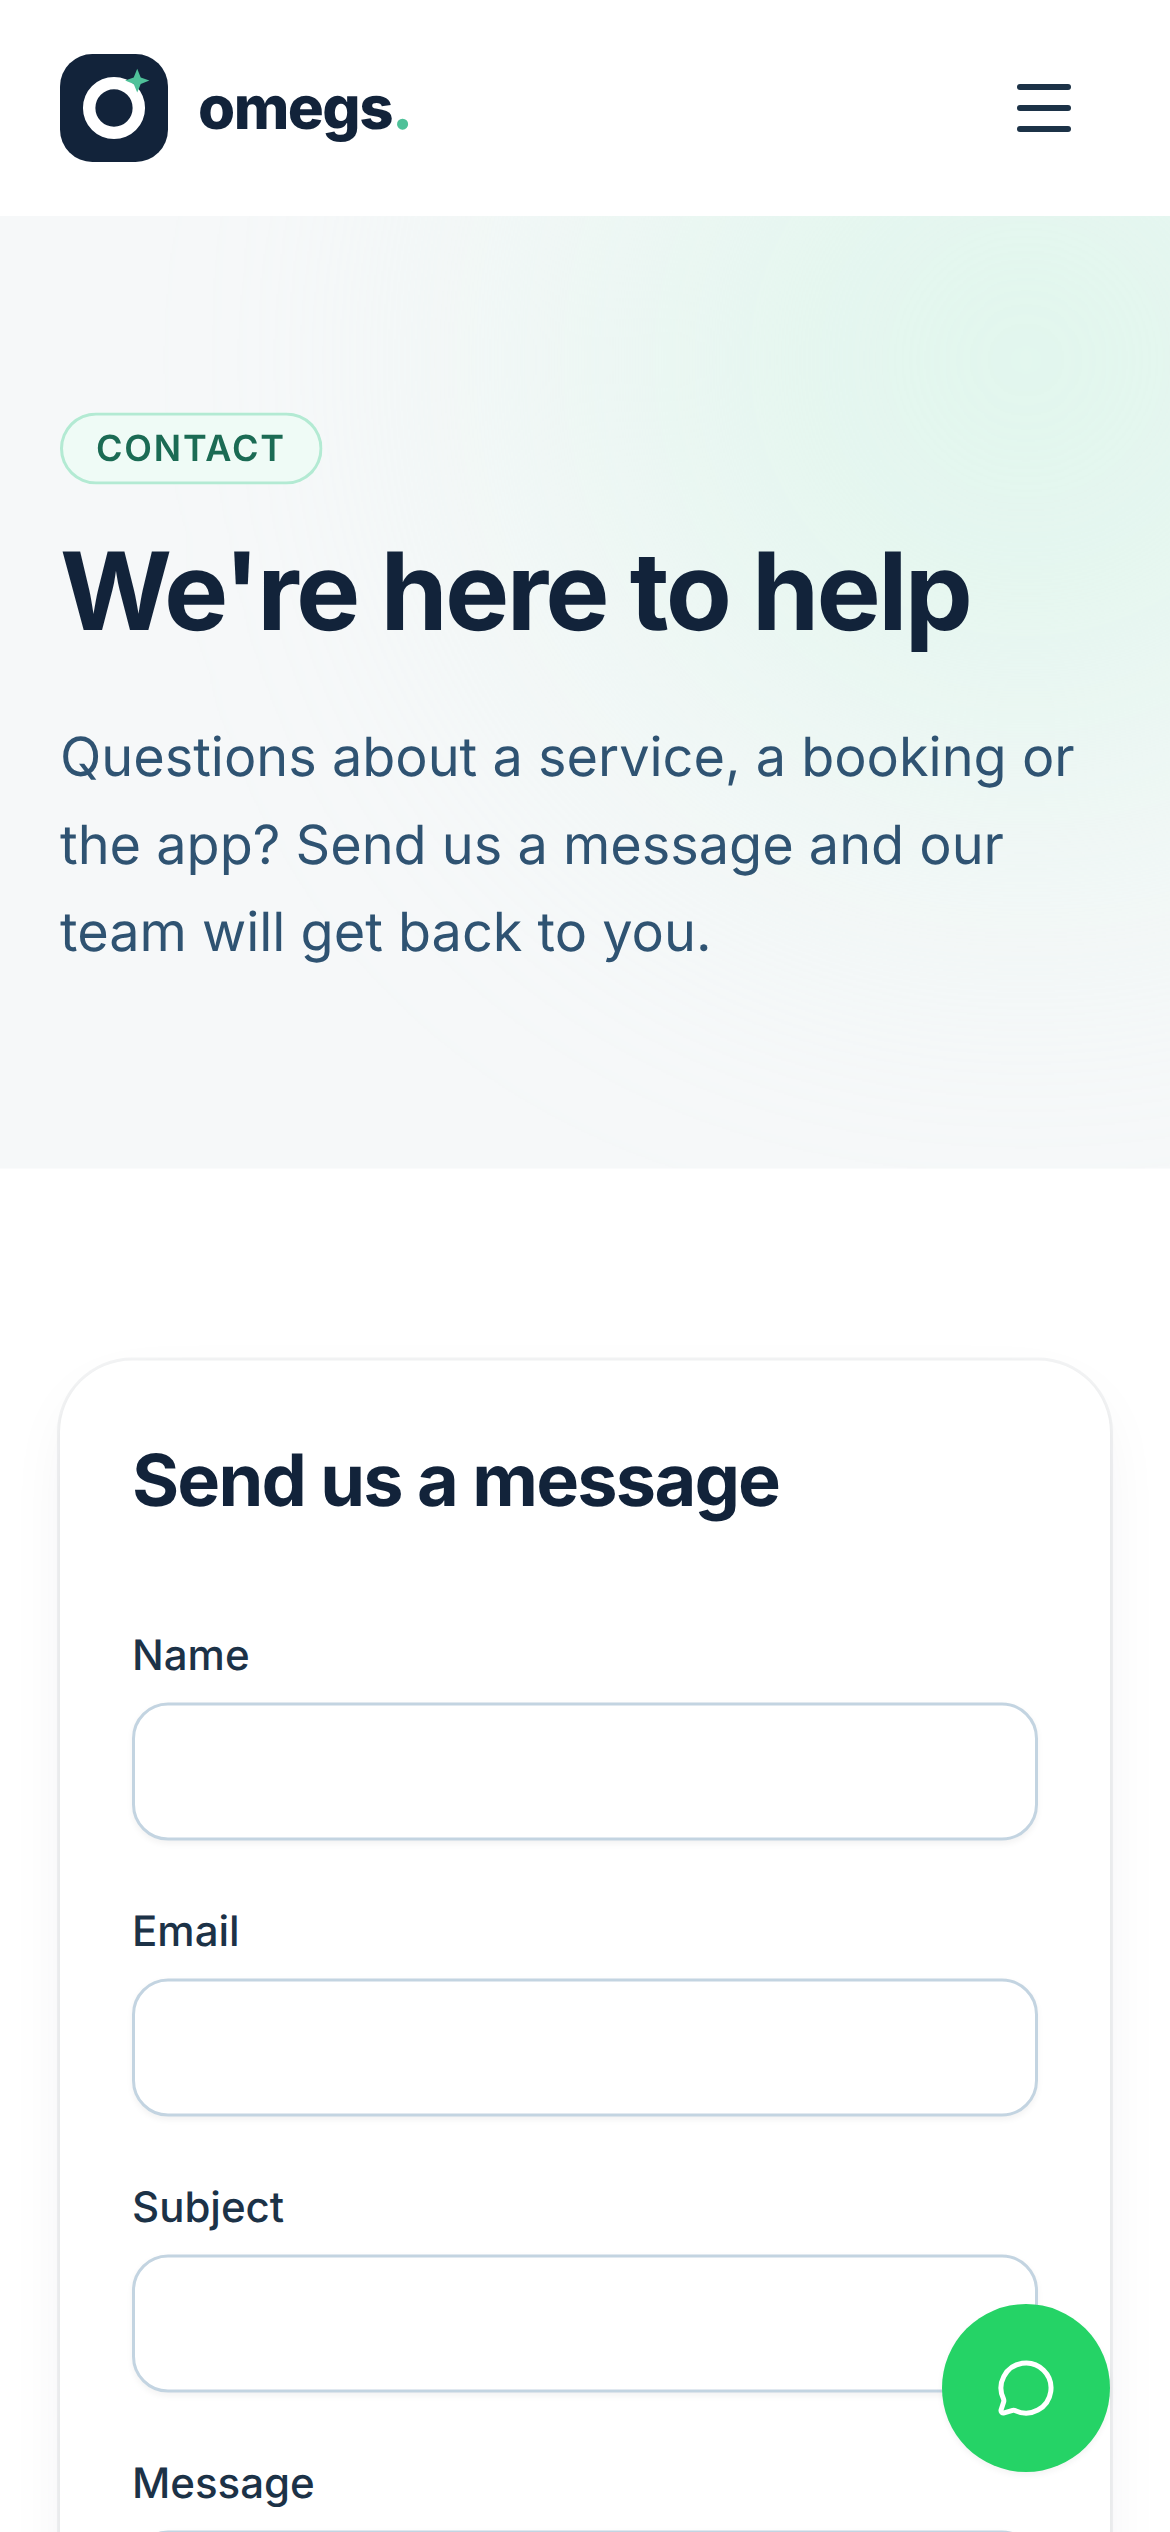 omegs.
CONTACT
We're here to help
Questions about a service, a booking or
the app? Send us a message and our
team will get back to you.
Send us a message
Name
Email
Subject
Message